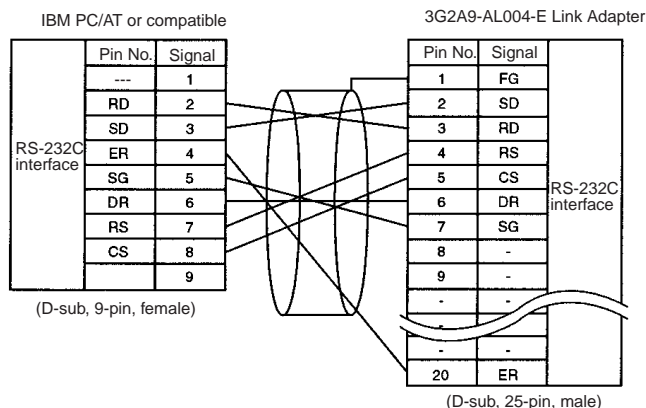 IBM PC/AT or compatible
Pin No. Signal
--- 1
RD 2
SD 3
ER 4
SG 5
DR 6
RS 7
CS 8
9
RS-232C
interface
(D-sub, 9-pin, female)
3G2A9-AL004-E Link Adapter
Pin No. Signal
1 FG
2 SD
3 RD
4 RS
5 CS
6 DR
7 SG
8 -
9 -
- -
- -
- -
20 ER
RS-232C
interface
(D-sub, 25-pin, male)